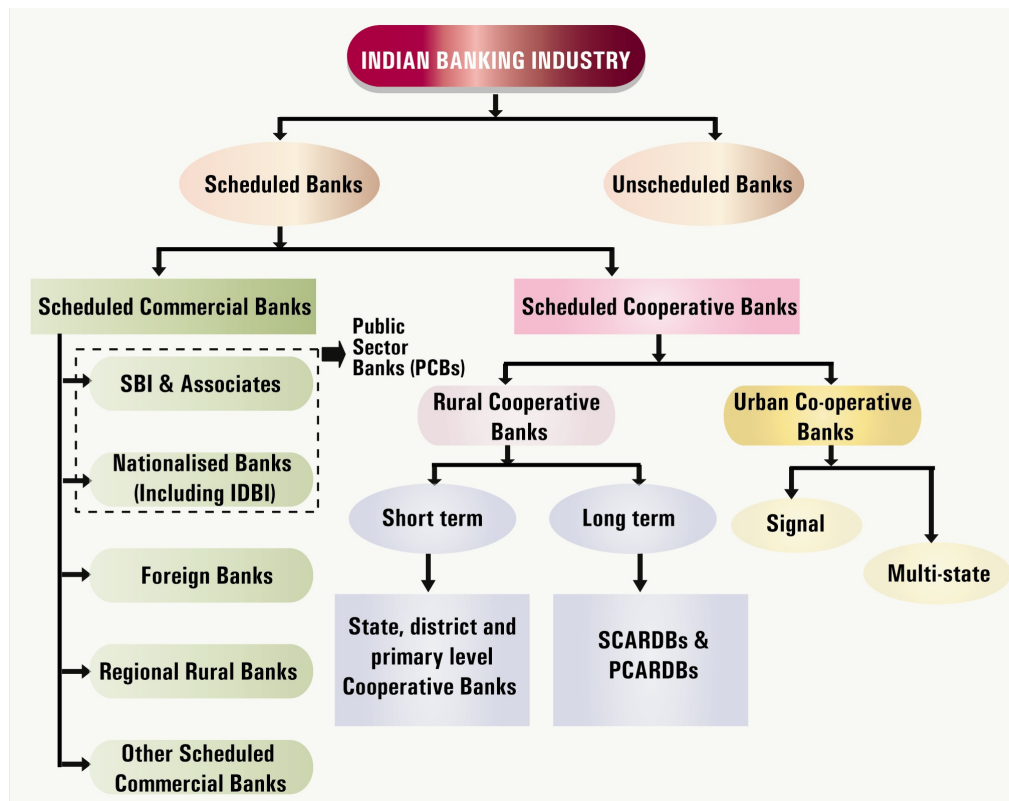 INDIAN BANKING INDUSTRY
Scheduled Banks
Unscheduled Banks
Scheduled Commercial Banks
Scheduled Cooperative Banks
Public
Sector
Banks (PCBs)
SBI & Associates
Nationalised Banks
(Including IDBI)
Foreign Banks
Regional Rural Banks
Other Scheduled
Commercial Banks
Rural Cooperative
Banks
Urban Co-operative
Banks
Short term
Long term
Signal
Multi-state
State, district and
primary level
Cooperative Banks
SCARDBs &
PCARDBs